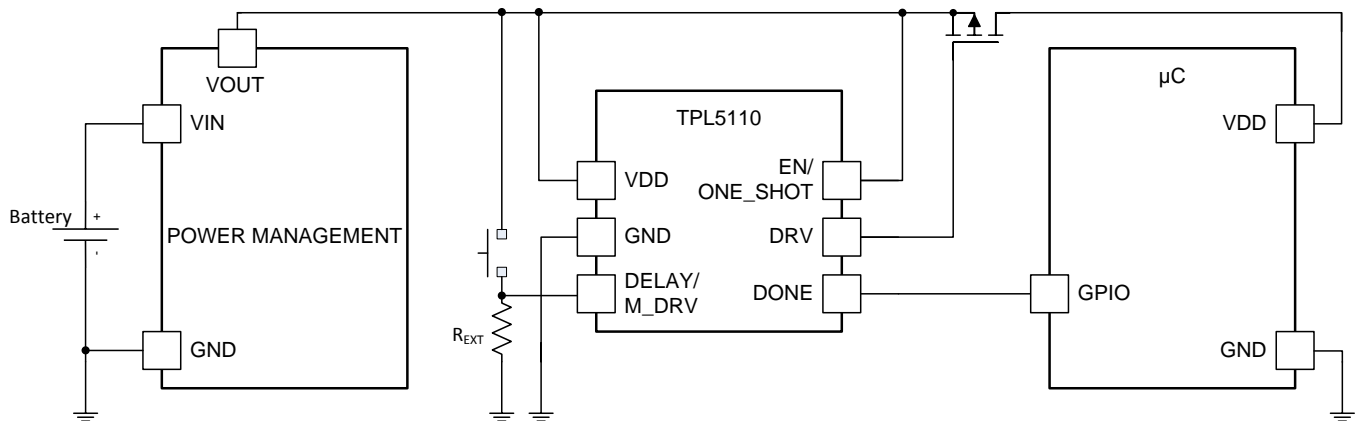 VOUT
VIN
Battery
+
-
POWER MANAGEMENT
GND
R_EXT
TPL5110
VDD
GND
DELAY/
M_DRV
EN/
ONE_SHOT
DRV
DONE
µC
VDD
GPIO
GND